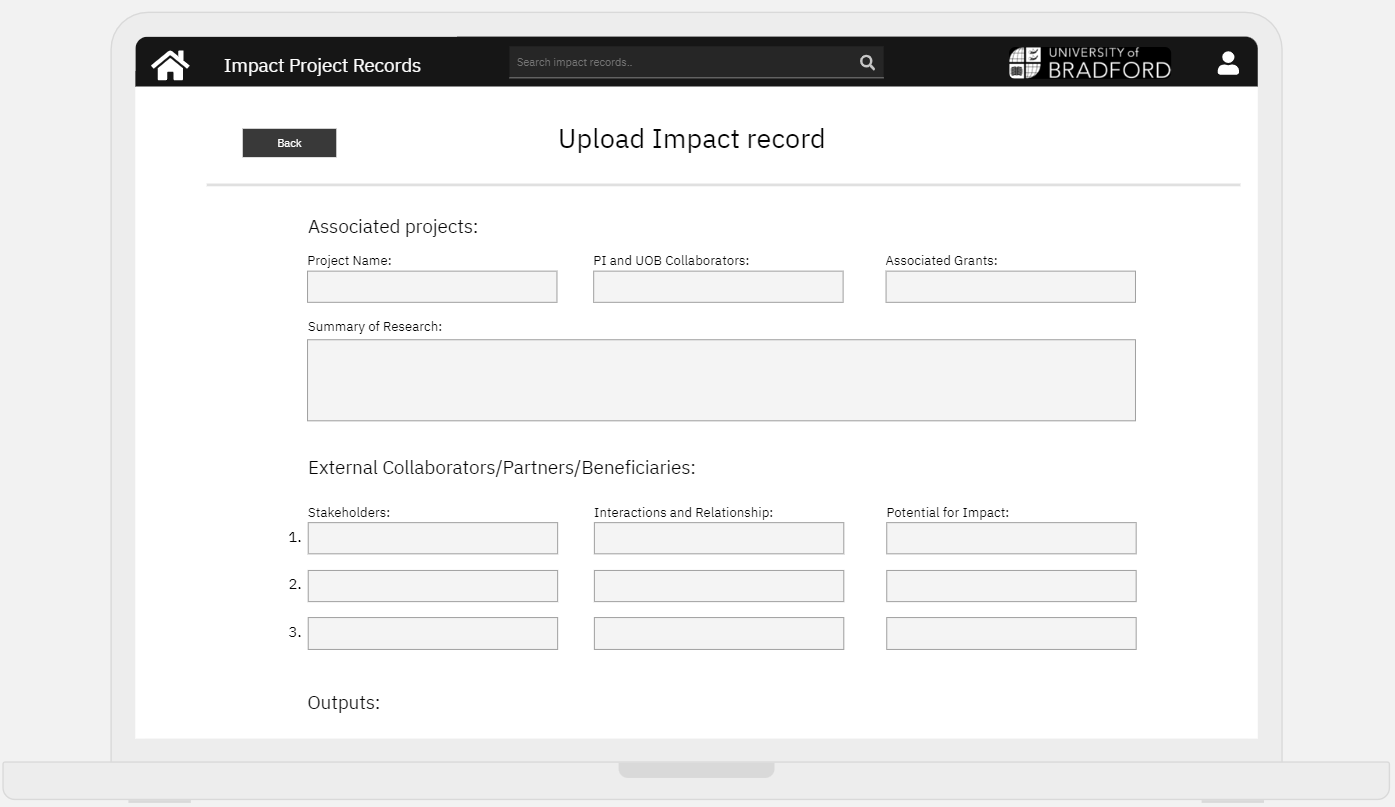 Impact Project Records
Search impact records..
UNIVERSITY of
BRADFORD
Back
Upload Impact record
Associated projects:
Project Name: PI and UOB Collaborators: Associated Grants:
Summary of Research:
External Collaborators/Partners/Beneficiaries:
Stakeholders: Interactions and Relationship: Potential for Impact:
1.
2.
3.
Outputs: